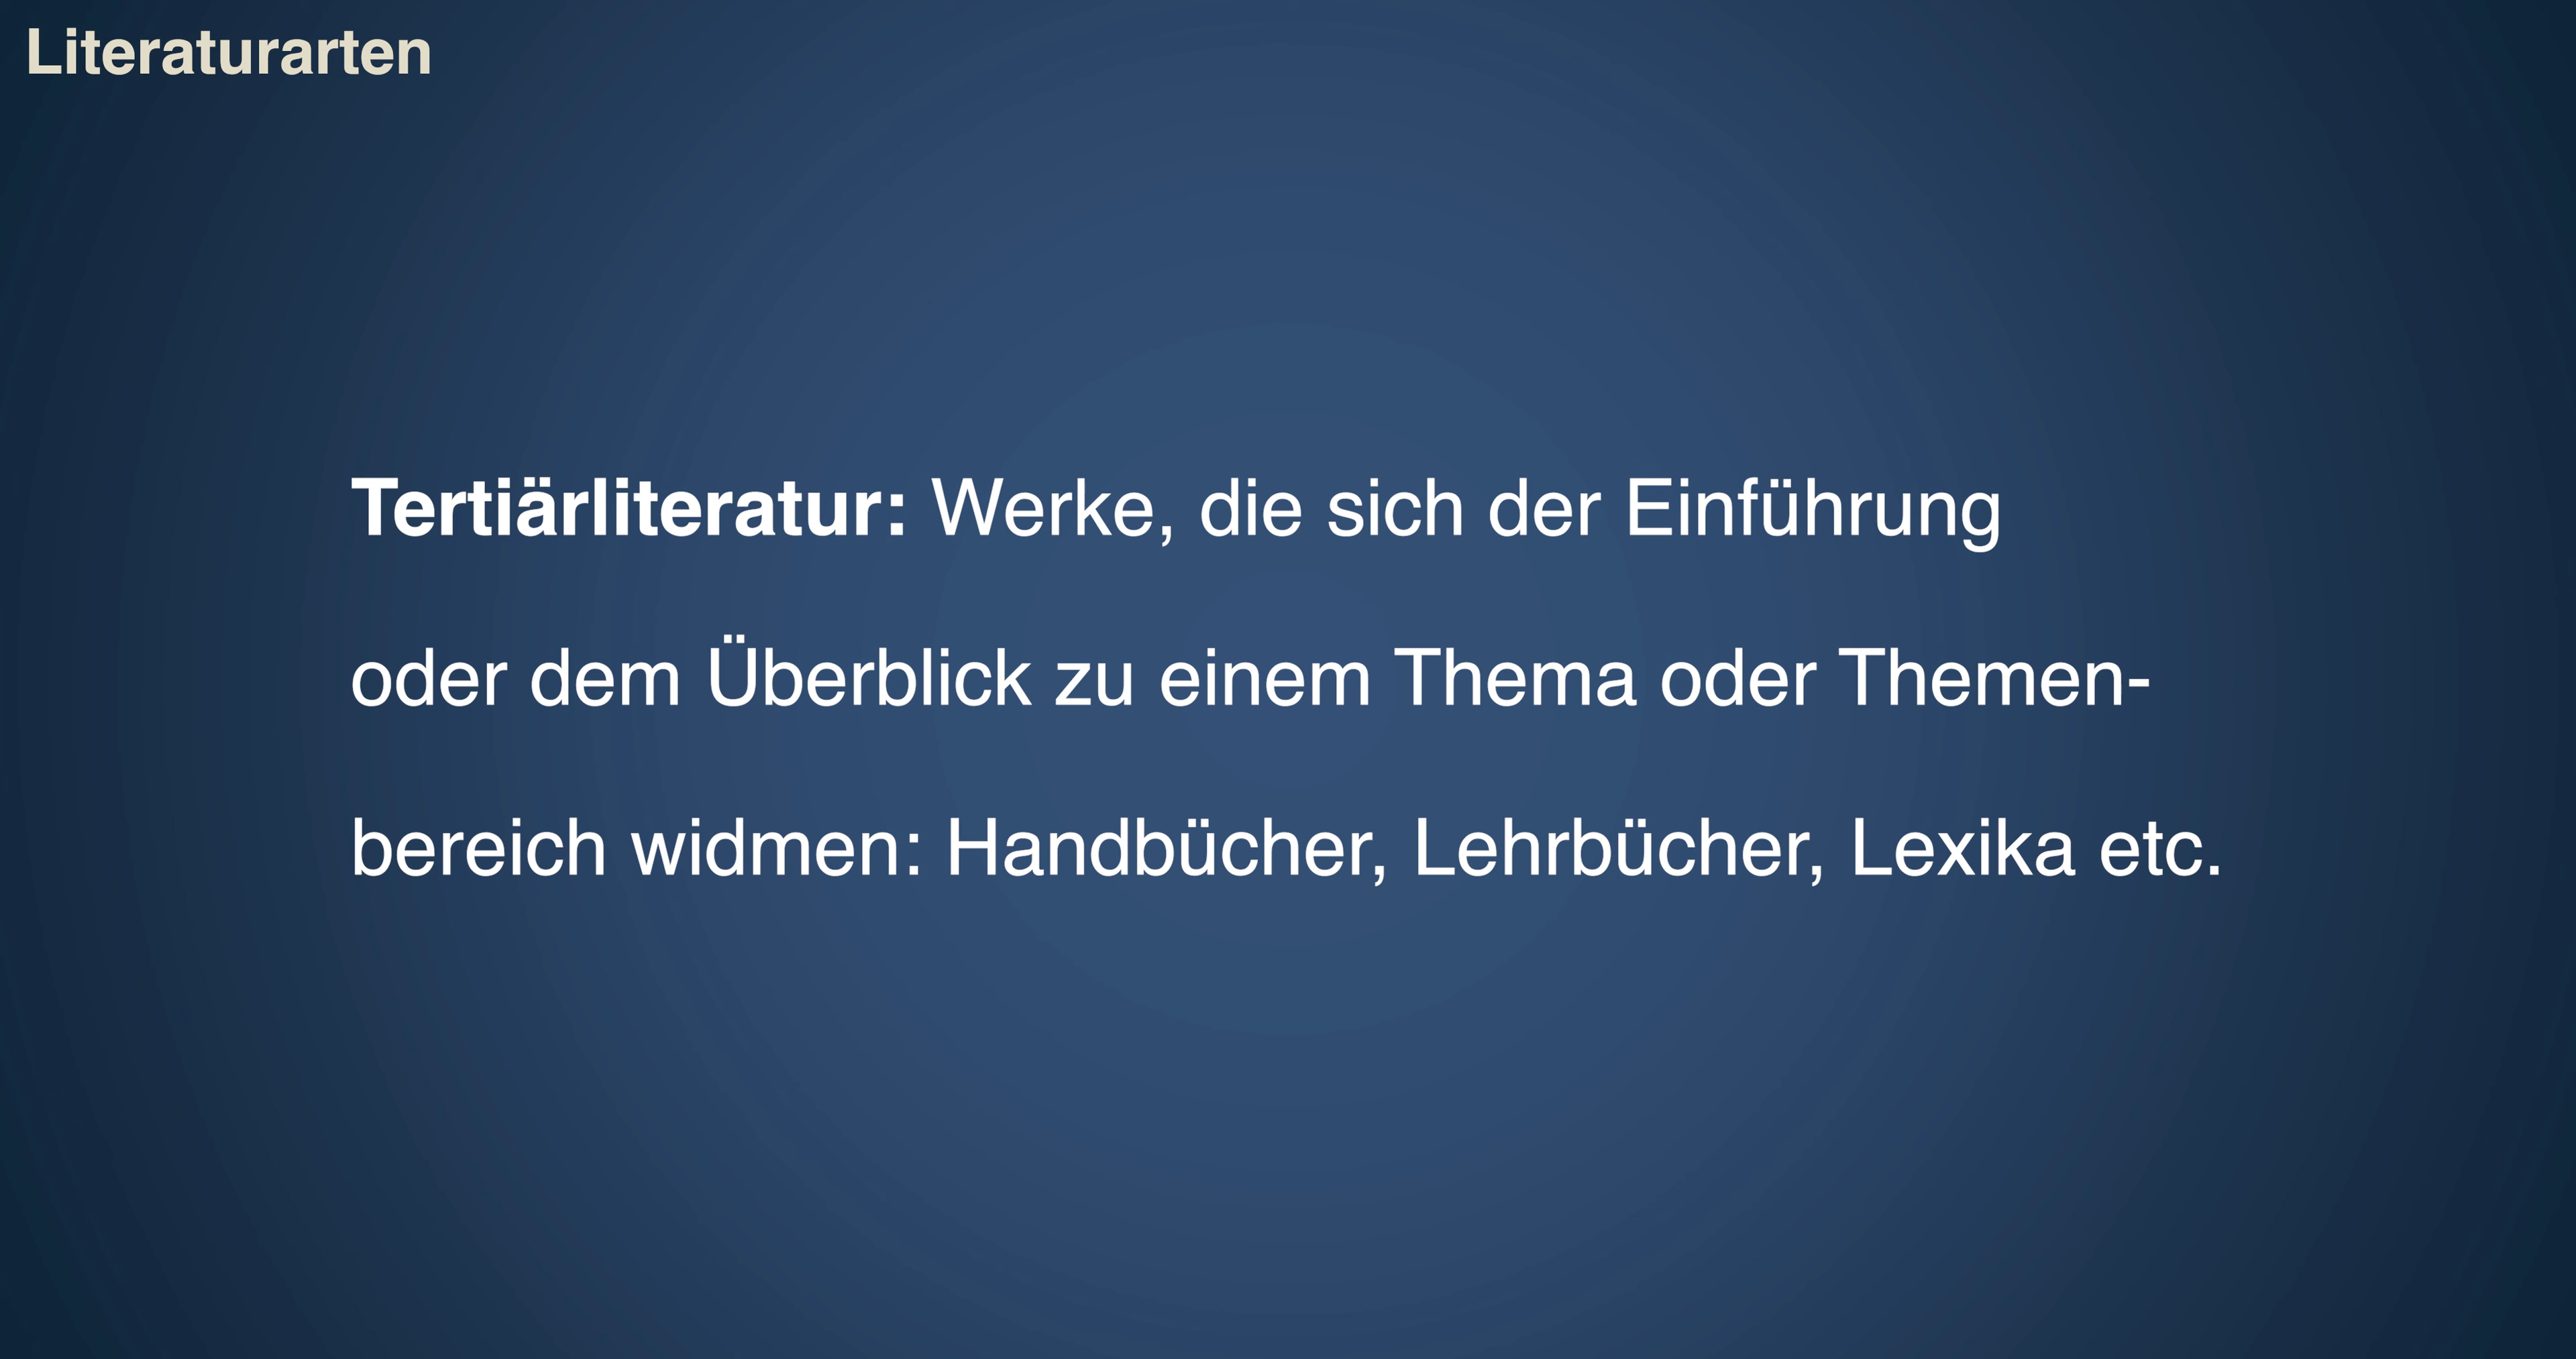 Literaturarten
Tertiärliteratur: Werke, die sich der Einführung
oder dem Überblick zu einem Thema oder Themen-
bereich widmen: Handbücher, Lehrbücher, Lexika etc.